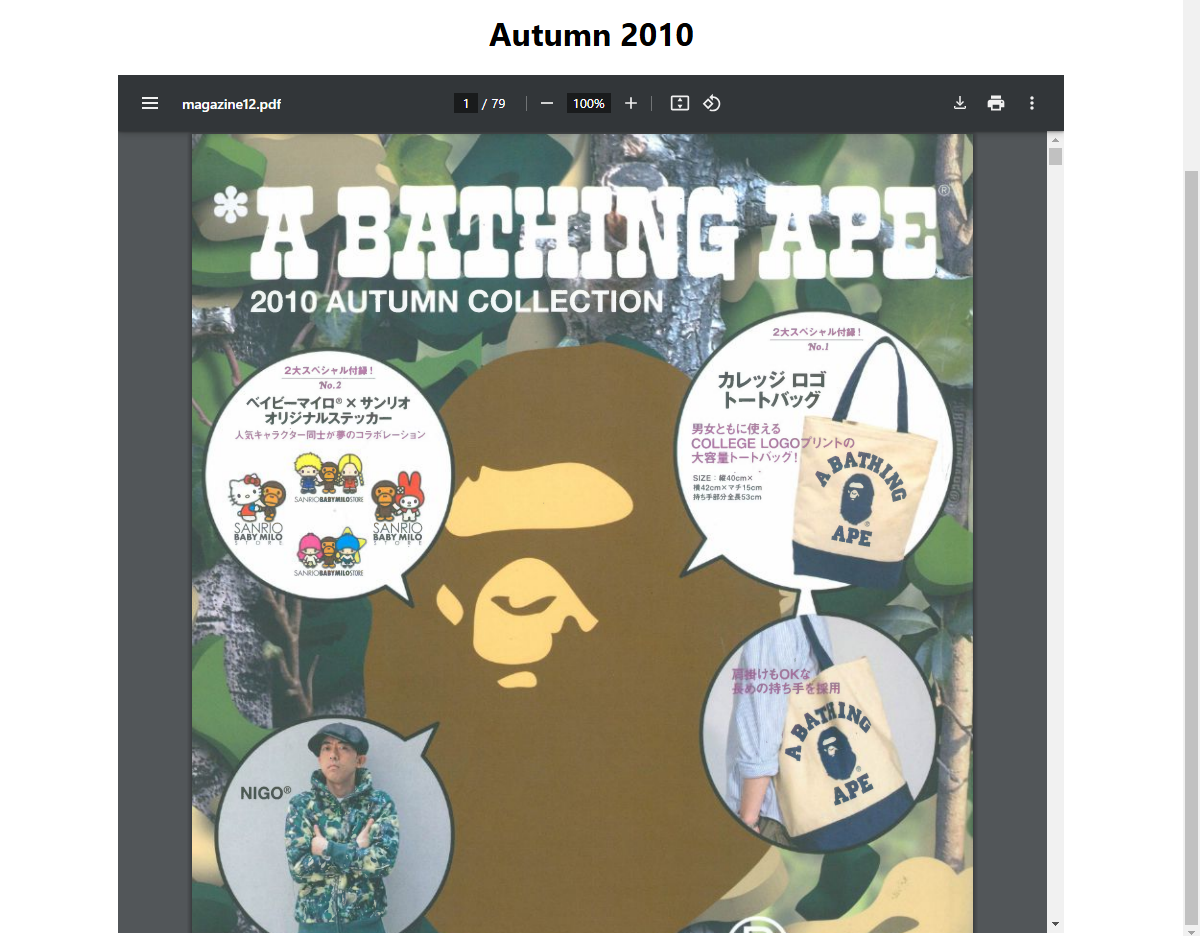 Autumn 2010
magazine12.pdf
1 / 79
100%
*A BATHING APE®
2010 AUTUMN COLLECTION
2大スペシャル付録！
No.1
カレッジ ロゴ
トートバッグ
男女ともに使える
COLLEGE LOGOプリントの
大容量トートバッグ！
SIZE：縦40cm×
横42cm×マチ15cm
持ち手部分全長53cm
A BATHING
APE
2大スペシャル付録！
No.2
ベイビーマイロ® × サンリオ
オリジナルステッカー
人気キャラクター同士が夢のコラボレーション
SANRIOBABYMILOSTORE
SANRIO
BABY MILO
STORE
SANRIO
BABY MILO
STORE
SANRIOBABYMILOSTORE
肩掛けもOKな
長めの持ち手を採用
A BATHING
APE
NIGO®